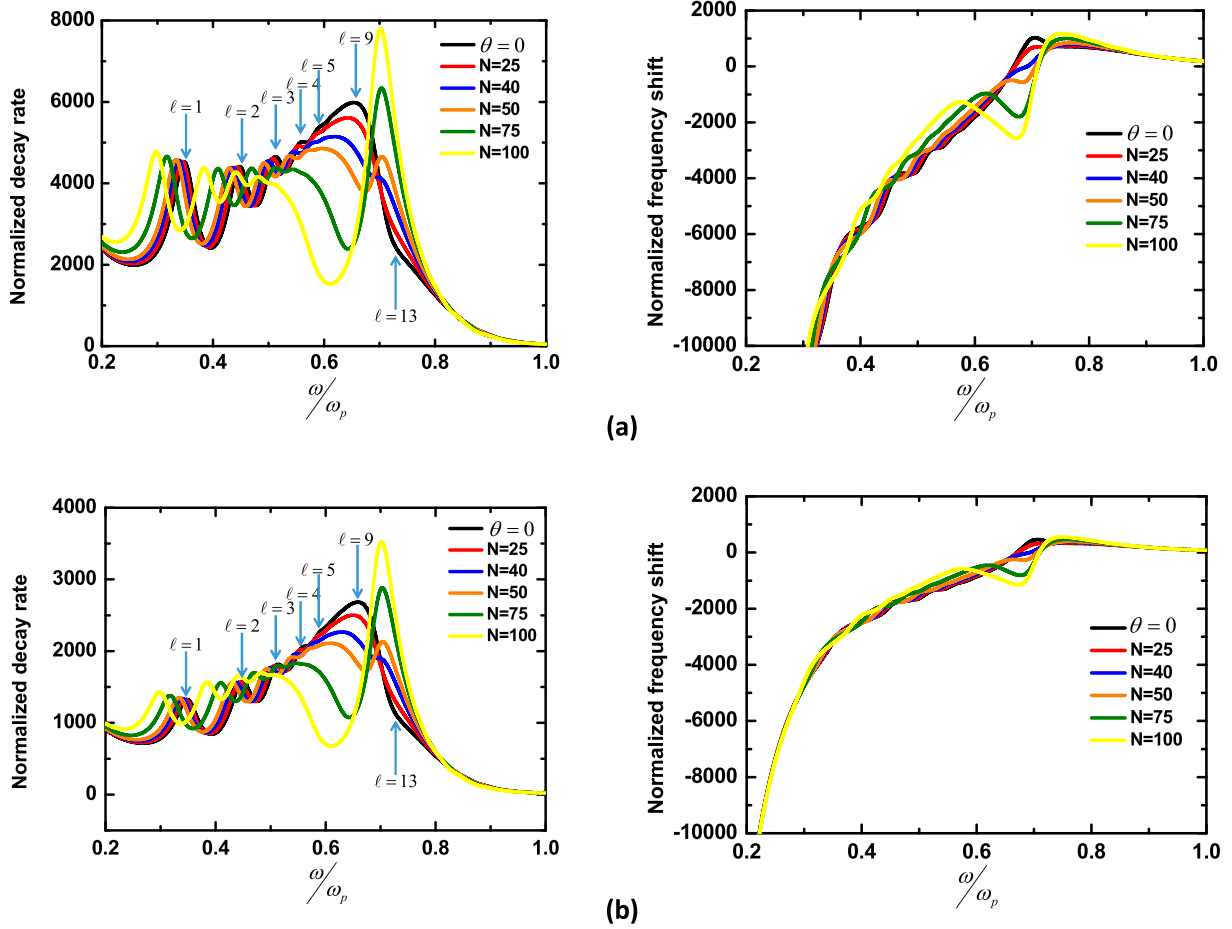 Normalized decay rate
8000
6000
4000
2000
0
0.2 0.4 0.6 0.8 1.0
ω/ωp
ℓ = 1
ℓ = 2
ℓ = 3
ℓ = 4
ℓ = 5
ℓ = 9
ℓ = 13
θ = 0
N=25
N=40
N=50
N=75
N=100
Normalized frequency shift
2000
0
-2000
-4000
-6000
-8000
-10000
0.2 0.4 0.6 0.8 1.0
ω/ωp
θ = 0
N=25
N=40
N=50
N=75
N=100
(a)
Normalized decay rate
4000
3000
2000
1000
0
0.2 0.4 0.6 0.8 1.0
ω/ωp
ℓ = 1
ℓ = 2
ℓ = 3
ℓ = 4
ℓ = 5
ℓ = 9
ℓ = 13
θ = 0
N=25
N=40
N=50
N=75
N=100
Normalized frequency shift
2000
0
-2000
-4000
-6000
-8000
-10000
0.2 0.4 0.6 0.8 1.0
ω/ωp
θ = 0
N=25
N=40
N=50
N=75
N=100
(b)